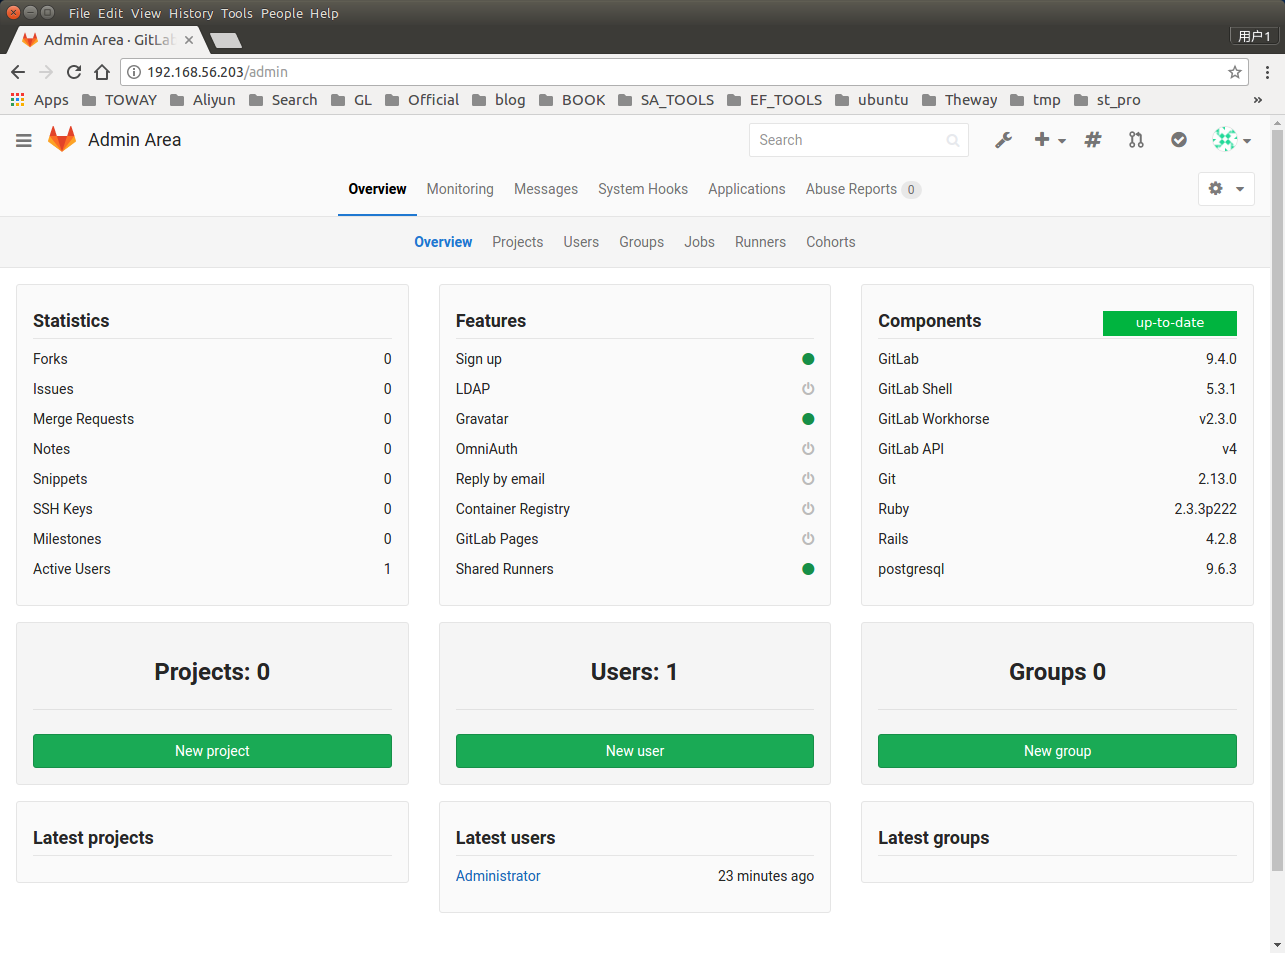 File Edit View History Tools People Help
Admin Area · GitLab
用户1
192.168.56.203/admin
Apps TOWAY Aliyun Search GL Official blog BOOK SA_TOOLS EF_TOOLS ubuntu Theway tmp st_pro »
Admin Area
Search
Overview Monitoring Messages System Hooks Applications Abuse Reports 0
Overview Projects Users Groups Jobs Runners Cohorts
Statistics
Forks 0
Issues 0
Merge Requests 0
Notes 0
Snippets 0
SSH Keys 0
Milestones 0
Active Users 1
Features
Sign up
LDAP
Gravatar
OmniAuth
Reply by email
Container Registry
GitLab Pages
Shared Runners
Components up-to-date
GitLab 9.4.0
GitLab Shell 5.3.1
GitLab Workhorse v2.3.0
GitLab API v4
Git 2.13.0
Ruby 2.3.3p222
Rails 4.2.8
postgresql 9.6.3
Projects: 0
New project
Users: 1
New user
Groups 0
New group
Latest projects
Latest users
Administrator 23 minutes ago
Latest groups